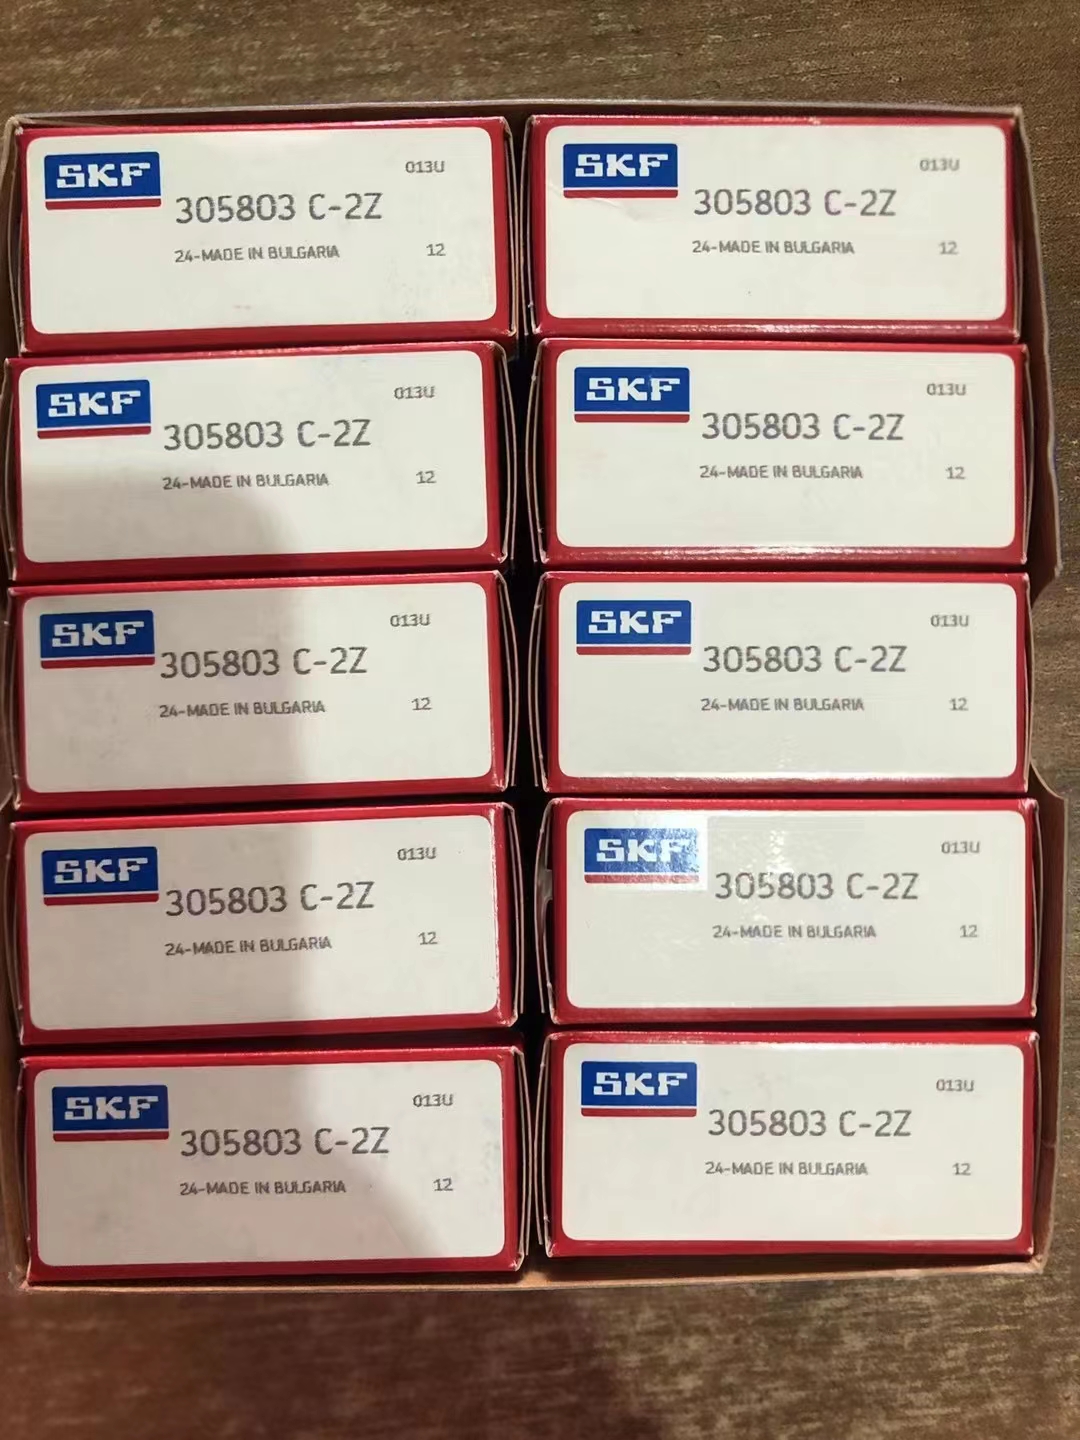 SKF
013U
305803 C-2Z
24-MADE IN BULGARIA 12
SKF
013U
305803 C-2Z
24-MADE IN BULGARIA 12
SKF
013U
305803 C-2Z
24-MADE IN BULGARIA 12
SKF
013U
305803 C-2Z
24-MADE IN BULGARIA 12
SKF
013U
305803 C-2Z
24-MADE IN BULGARIA 12
SKF
013U
305803 C-2Z
24-MADE IN BULGARIA 12
SKF
013U
305803 C-2Z
24-MADE IN BULGARIA 12
SKF
013U
305803 C-2Z
24-MADE IN BULGARIA 12
SKF
013U
305803 C-2Z
24-MADE IN BULGARIA 12
SKF
013U
305803 C-2Z
24-MADE IN BULGARIA 12